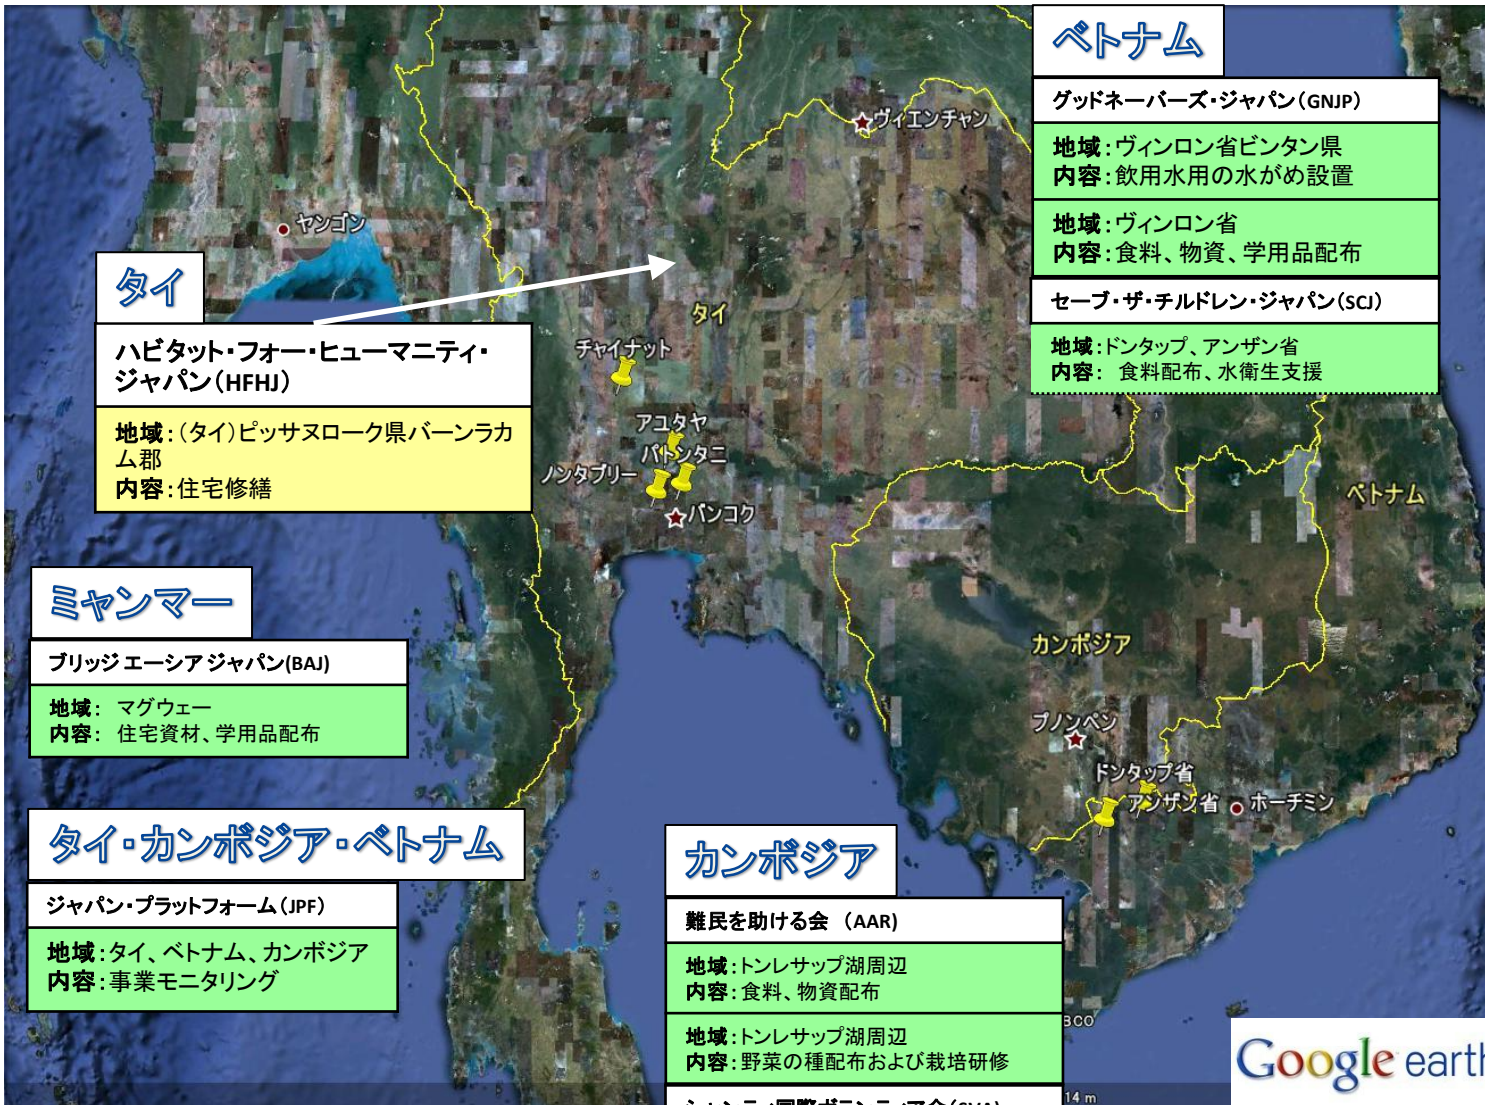 ベトナム
グッドネーバーズ・ジャパン(GNJP)
地域:ヴィンロン省ビンタン県
内容:飲用水用の水がめ設置
地域:ヴィンロン省
内容:食料、物資、学用品配布
セーブ・ザ・チルドレン・ジャパン(SCJ)
地域:ドンタップ、アンザン省
内容: 食料配布、水衛生支援
ヴィエンチャン
ヤンゴン
タイ
ハビタット・フォー・ヒューマニティ・
ジャパン(HFHJ)
地域:(タイ)ピッサヌローク県バーンラカ
ム郡
内容:住宅修繕
タイ
チャイナット
アユタヤ
パトンタニ
ノンタブリー
バンコク
ベトナム
カンボジア
プノンペン
ドンタップ省
アンザン省
ホーチミン
ミャンマー
ブリッジ エーシア ジャパン(BAJ)
地域: マグウェー
内容: 住宅資材、学用品配布
タイ・カンボジア・ベトナム
ジャパン・プラットフォーム(JPF)
地域:タイ、ベトナム、カンボジア
内容:事業モニタリング
カンボジア
難民を助ける会 (AAR)
地域:トンレサップ湖周辺
内容:食料、物資配布
地域:トンレサップ湖周辺
内容:野菜の種配布および栽培研修
BCO
14 m
Google earth